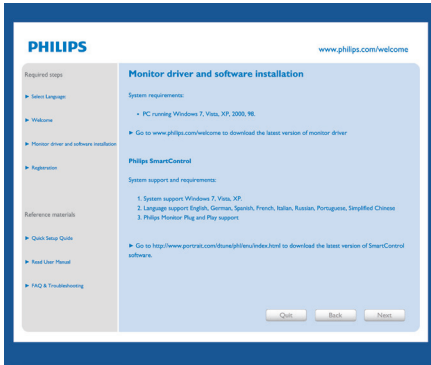 PHILIPS
www.philips.com/welcome
Required steps
► Select Language
► Welcome
► Monitor driver and software installation
► Registration
Reference materials
► Quick Setup Guide
► Read User Manual
► FAQ & Troubleshooting
Monitor driver and software installation
System requirements:
• PC running Windows 7, Vista, XP, 2000, 98.
► Go to www.philips.com/welcome to download the latest version of monitor driver
Philips SmartControl
System support and requirements:
1. System support Windows 7, Vista, XP.
2. Language support English, German, Spanish, French, Italian, Russian, Portuguese, Simplified Chinese
3. Philips Monitor Plug and Play support
► Go to http://www.portrait.com/dtune/phl/enu/index.html to download the latest version of SmartControl
software.
Quit
Back
Next